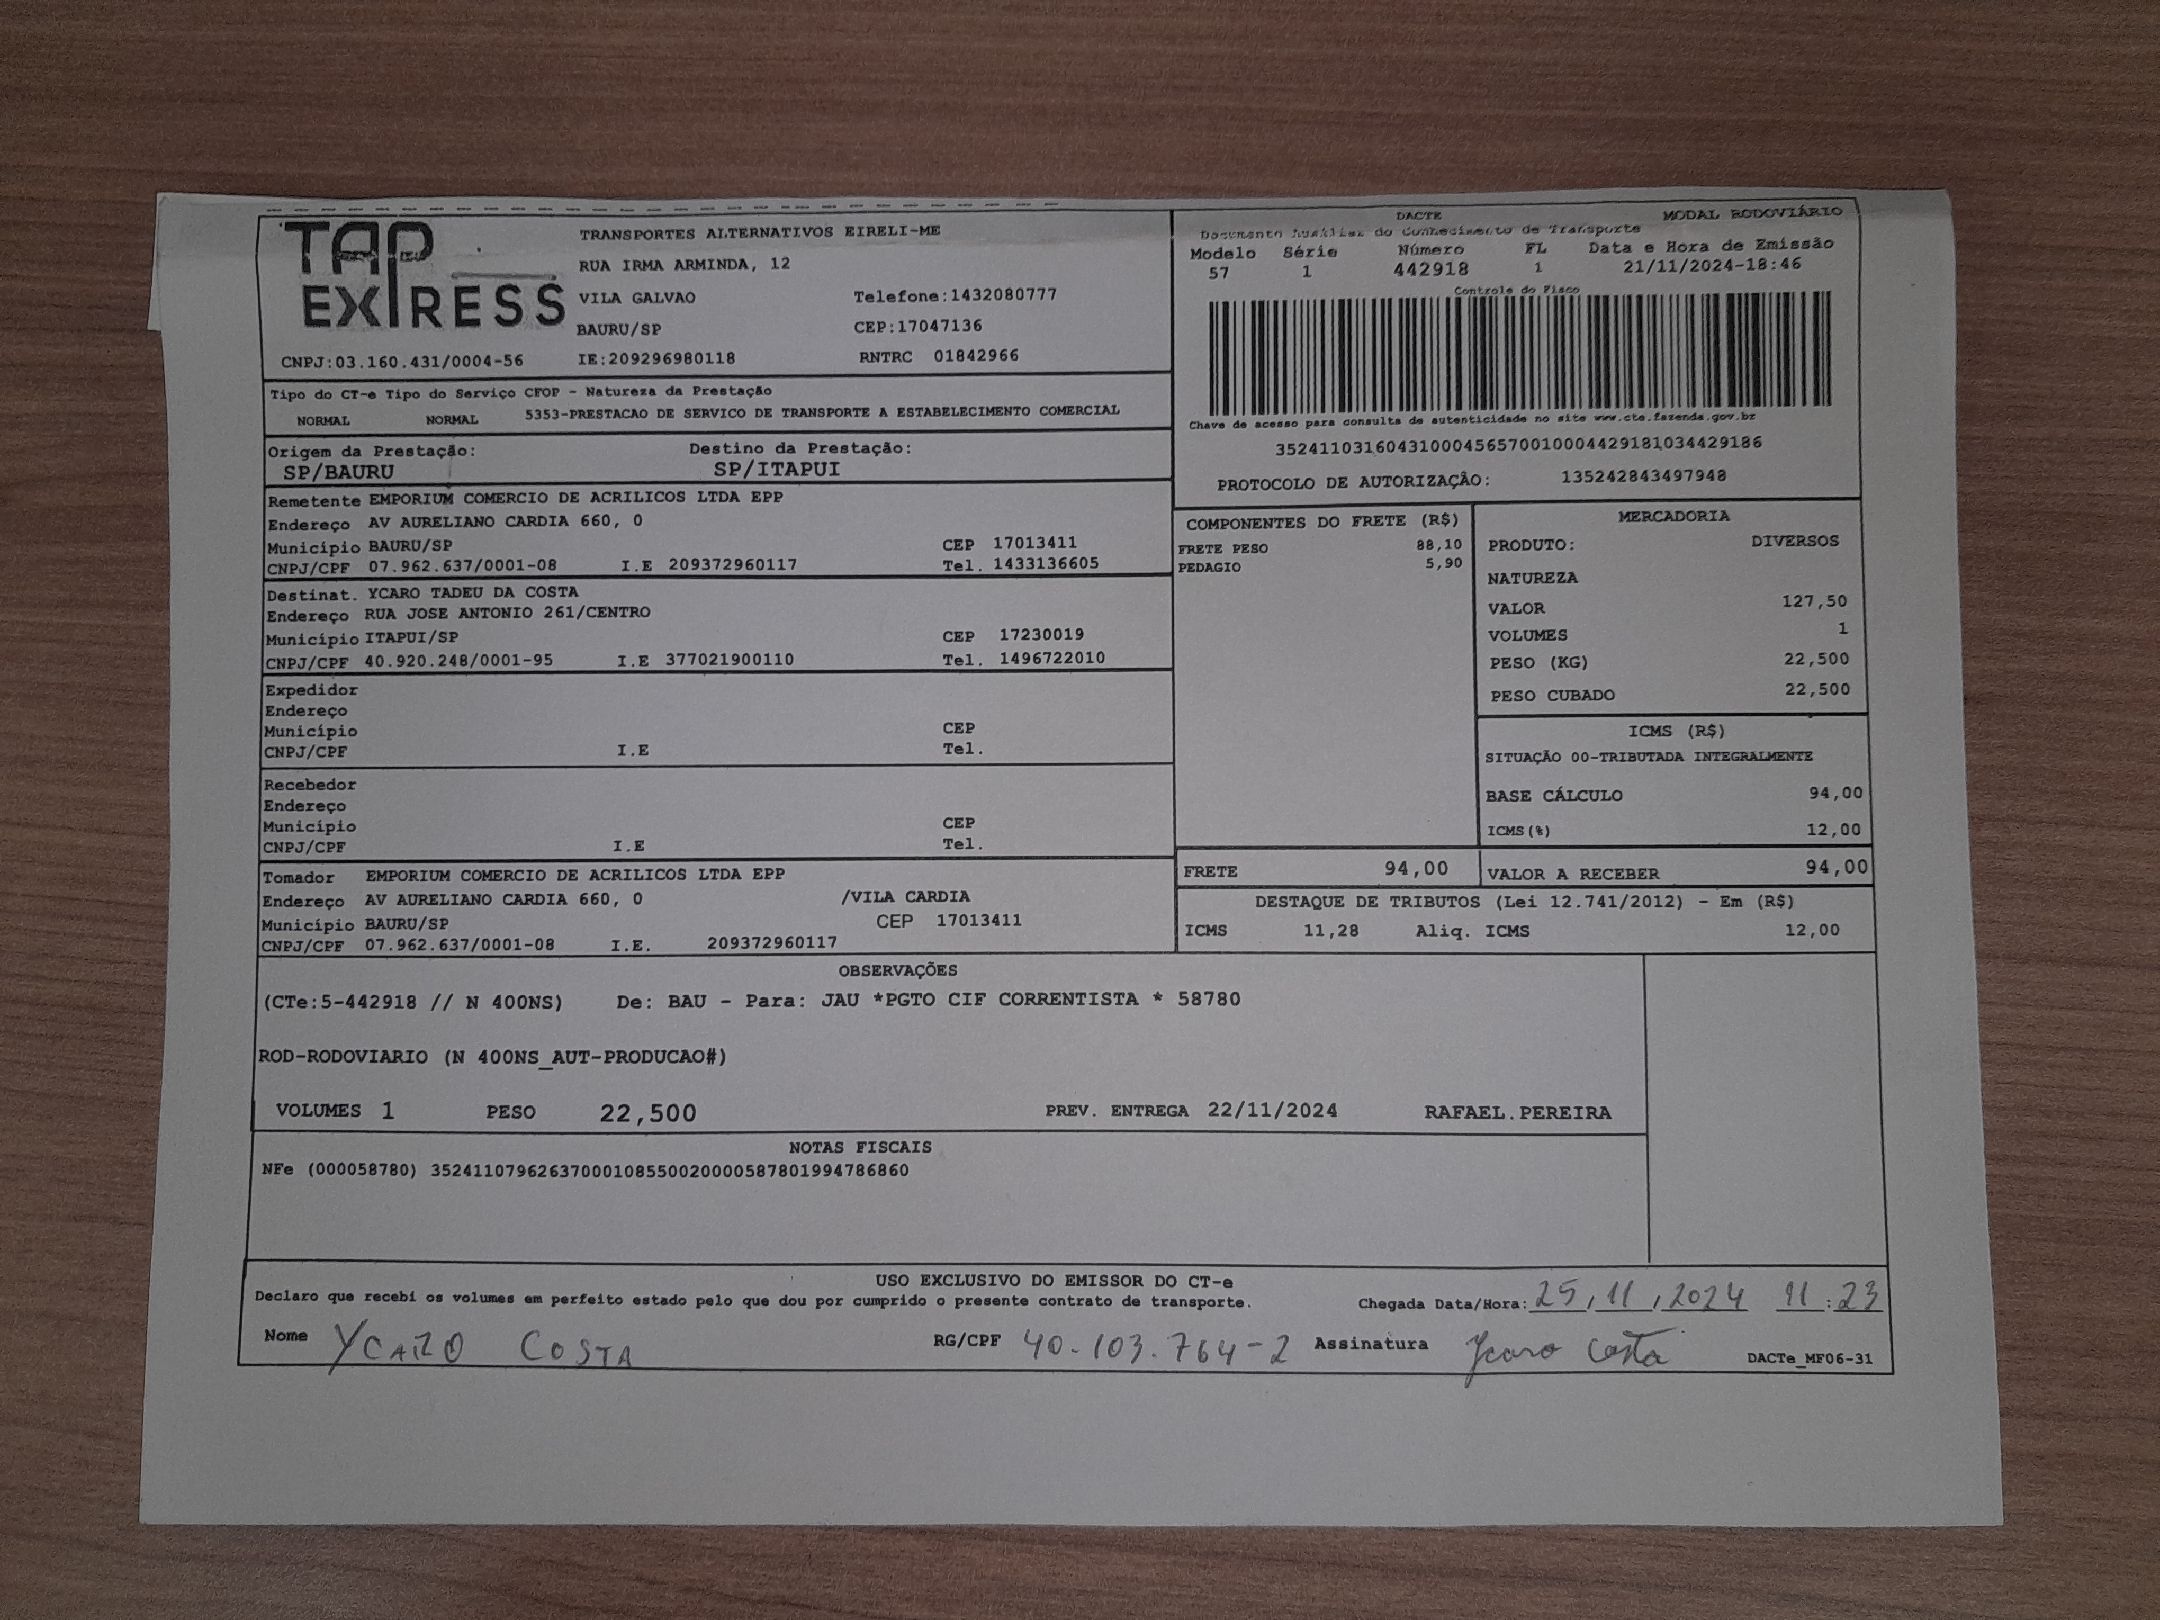 TAP
EXPRESS
TRANSPORTES ALTERNATIVOS EIRELI-ME
RUA IRMA ARMINDA, 12
VILA GALVAO Telefone:1432080777
BAURU/SP CEP:17047136
CNPJ:03.160.431/0004-56 IE:209296980118 RNTRC 01842966
DACTE MODAL RODOVIÁRIO
Documento Auxiliar do Conhecimento de Transporte
Modelo Série Número FL Data e Hora de Emissão
57 1 442918 1 21/11/2024-18:46
Controle do Fisco
Chave de acesso para consulta de autenticidade no site www.cte.fazenda.gov.br
35241103160431000456570010004429181034429186
PROTOCOLO DE AUTORIZAÇÂO: 135242843497948
Tipo do CT-e Tipo do Serviço CFOP - Natureza da Prestação
NORMAL NORMAL 5353-PRESTACAO DE SERVICO DE TRANSPORTE A ESTABELECIMENTO COMERCIAL
Origem da Prestação: Destino da Prestação:
SP/BAURU SP/ITAPUI
Remetente EMPORIUM COMERCIO DE ACRILICOS LTDA EPP
Endereço AV AURELIANO CARDIA 660, 0
Município BAURU/SP CEP 17013411
CNPJ/CPF 07.962.637/0001-08 I.E 209372960117 Tel. 1433136605
Destinat. YCARO TADEU DA COSTA
Endereço RUA JOSE ANTONIO 261/CENTRO
Município ITAPUI/SP CEP 17230019
CNPJ/CPF 40.920.248/0001-95 I.E 377021900110 Tel. 1496722010
Expedidor
Endereço
Município CEP
CNPJ/CPF I.E Tel.
Recebedor
Endereço
Município CEP
CNPJ/CPF I.E Tel.
Tomador EMPORIUM COMERCIO DE ACRILICOS LTDA EPP
Endereço AV AURELIANO CARDIA 660, 0 /VILA CARDIA
Município BAURU/SP CEP 17013411
CNPJ/CPF 07.962.637/0001-08 I.E. 209372960117
COMPONENTES DO FRETE (R$)
FRETE PESO 88,10
PEDAGIO 5,90
MERCADORIA
PRODUTO: DIVERSOS
NATUREZA
VALOR 127,50
VOLUMES 1
PESO (KG) 22,500
PESO CUBADO 22,500
ICMS (R$)
SITUAÇÃO 00-TRIBUTADA INTEGRALMENTE
BASE CÁLCULO 94,00
ICMS(%) 12,00
FRETE 94,00 VALOR A RECEBER 94,00
DESTAQUE DE TRIBUTOS (Lei 12.741/2012) - Em (R$)
ICMS 11,28 Aliq. ICMS 12,00
OBSERVAÇÕES
(CTe:5-442918 // N 400NS) De: BAU - Para: JAU *PGTO CIF CORRENTISTA * 58780
ROD-RODOVIARIO (N 400NS_AUT-PRODUCAO#)
VOLUMES 1 PESO 22,500 PREV. ENTREGA 22/11/2024 RAFAEL.PEREIRA
NOTAS FISCAIS
NFe (000058780) 35241107962637000108550020000587801994786860
USO EXCLUSIVO DO EMISSOR DO CT-e
Declaro que recebi os volumes em perfeito estado pelo que dou por cumprido o presente contrato de transporte. Chegada Data/Hora: 25/11/2024 11:23
Nome YCARO COSTA RG/CPF 40.103.764-2 Assinatura Ycaro Costa
DACTe_MF06-31